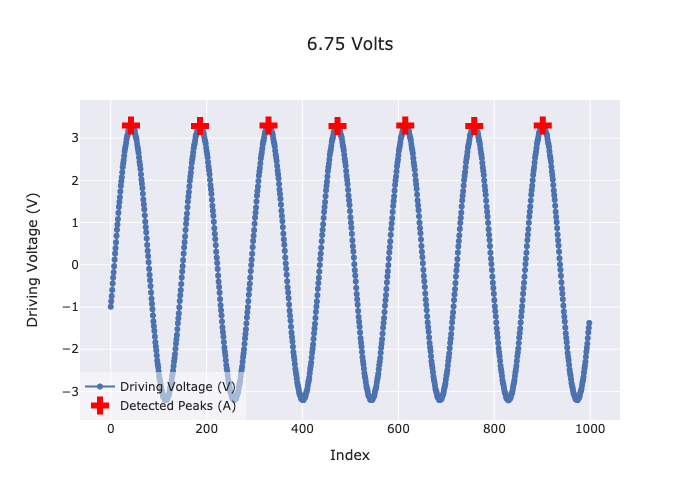 6.75 Volts
Driving Voltage (V)
3
2
1
0
−1
−2
−3
Driving Voltage (V)
Detected Peaks (A)
0 200 400 600 800 1000
Index